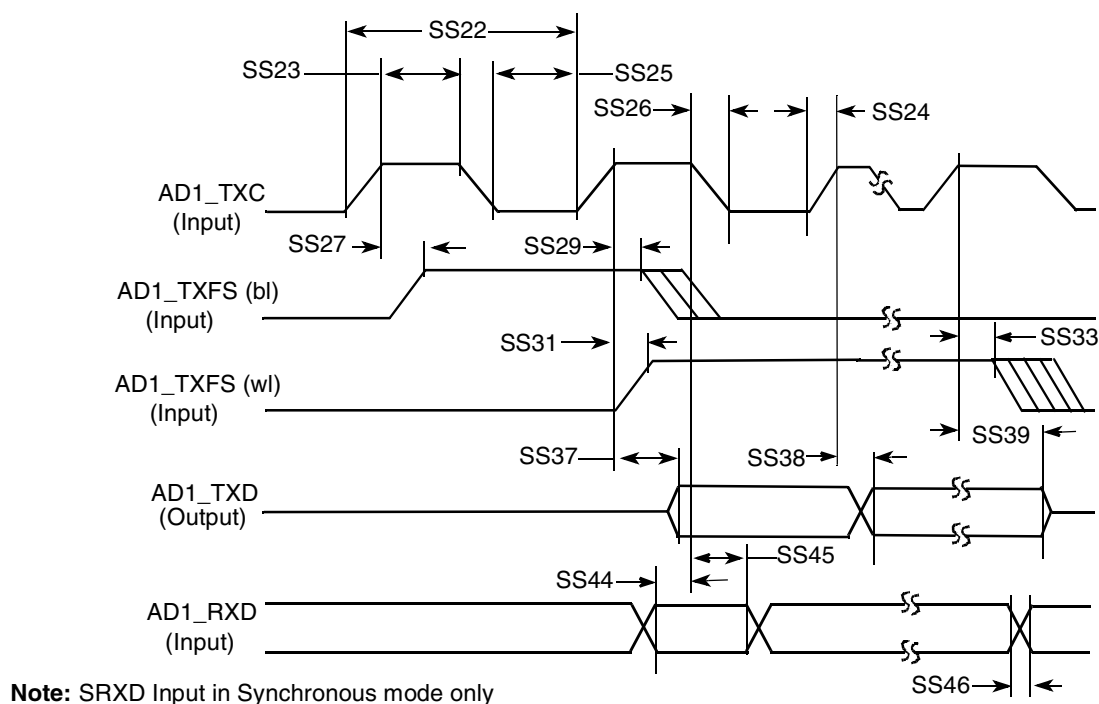 SS22
SS23
SS25
SS26
SS24
AD1_TXC
(Input)
SS27
SS29
AD1_TXFS (bl)
(Input)
SS31
SS33
AD1_TXFS (wl)
(Input)
SS39
SS37
SS38
AD1_TXD
(Output)
SS45
SS44
AD1_RXD
(Input)
SS46
Note: SRXD Input in Synchronous mode only